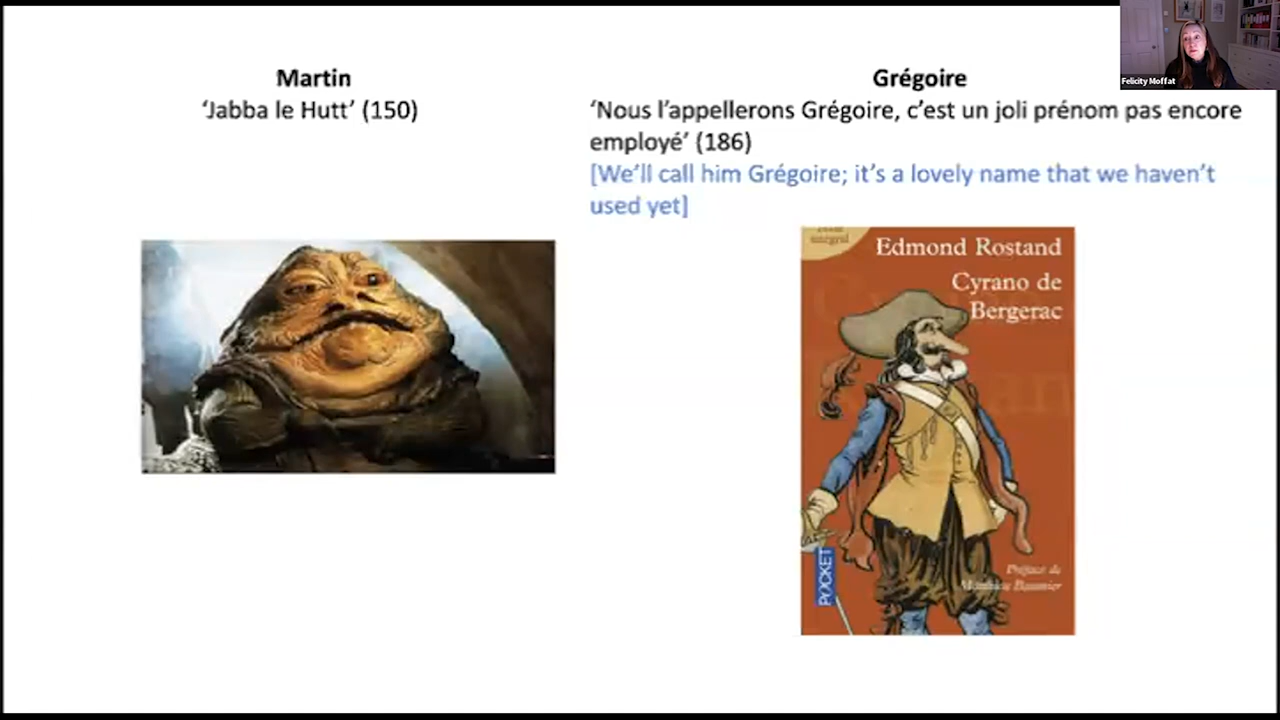 Felicity Moffat
Martin
‘Jabba le Hutt’ (150)
Grégoire
‘Nous l’appellerons Grégoire, c’est un joli prénom pas encore
employé’ (186)
[We’ll call him Grégoire; it’s a lovely name that we haven’t
used yet]
Edmond Rostand
Cyrano de
Bergerac
Préface de
POCKET